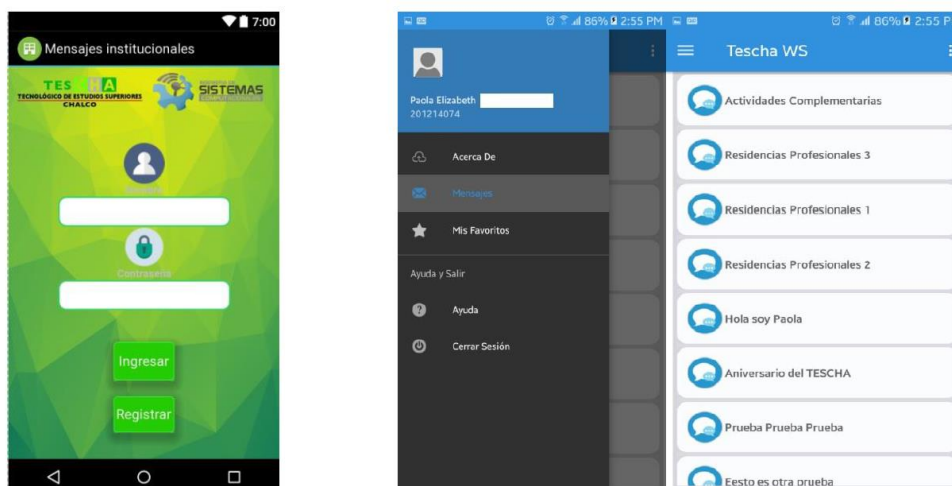 7:00
Mensajes institucionales
TESCHA
TECNOLÓGICO DE ESTUDIOS SUPERIORES
CHALCO
SISTEMAS
Contraseña
Ingresar
Registrar
86% 2:55 PM
Paola Elizabeth
201214074
Acerca De
Mensajes
Mis Favoritos
Ayuda y Salir
Ayuda
Cerrar Sesión
86% 2:55 P
Tescha WS
Actividades Complementarias
Residencias Profesionales 3
Residencias Profesionales 1
Residencias Profesionales 2
Hola soy Paola
Aniversario del TESCHA
Prueba Prueba Prueba
Eesto es otra prueba